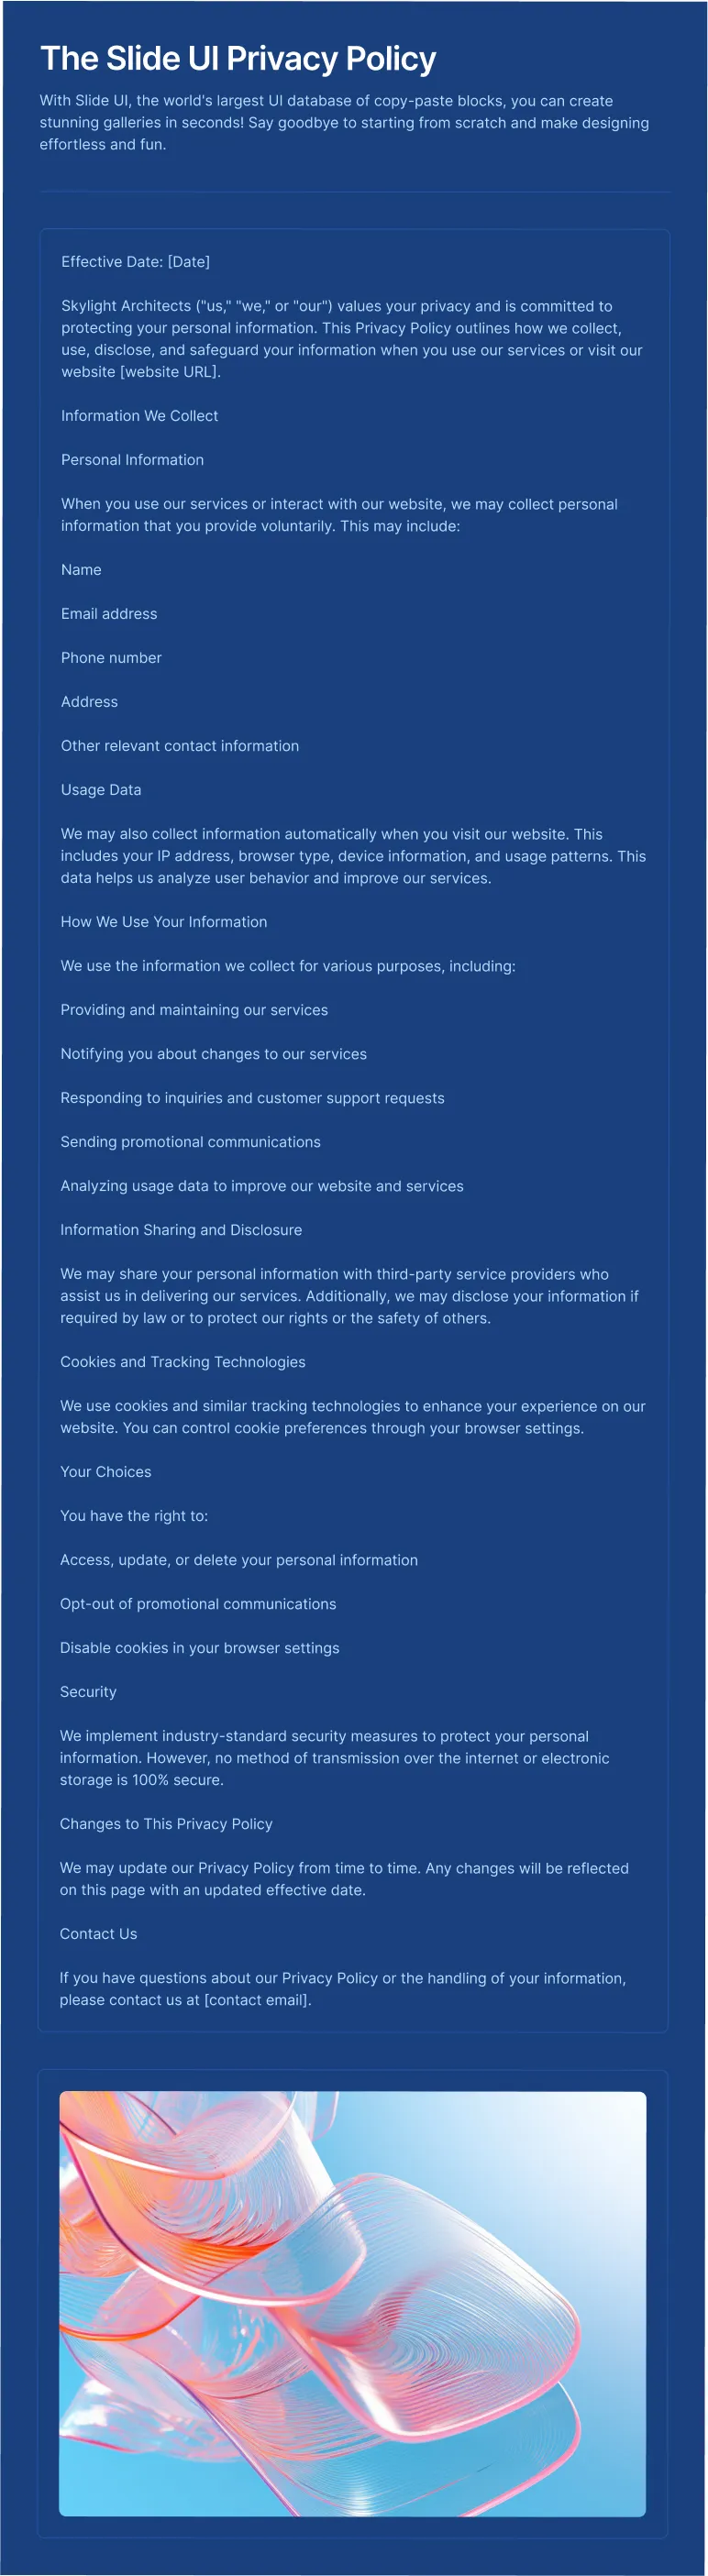 The Slide UI Privacy Policy
With Slide UI, the world's largest UI database of copy-paste blocks, you can create
stunning galleries in seconds! Say goodbye to starting from scratch and make designing
effortless and fun.
Effective Date: [Date]
Skylight Architects ("us," "we," or "our") values your privacy and is committed to
protecting your personal information. This Privacy Policy outlines how we collect,
use, disclose, and safeguard your information when you use our services or visit our
website [website URL].
Information We Collect
Personal Information
When you use our services or interact with our website, we may collect personal
information that you provide voluntarily. This may include:
Name
Email address
Phone number
Address
Other relevant contact information
Usage Data
We may also collect information automatically when you visit our website. This
includes your IP address, browser type, device information, and usage patterns. This
data helps us analyze user behavior and improve our services.
How We Use Your Information
We use the information we collect for various purposes, including:
Providing and maintaining our services
Notifying you about changes to our services
Responding to inquiries and customer support requests
Sending promotional communications
Analyzing usage data to improve our website and services
Information Sharing and Disclosure
We may share your personal information with third-party service providers who
assist us in delivering our services. Additionally, we may disclose your information if
required by law or to protect our rights or the safety of others.
Cookies and Tracking Technologies
We use cookies and similar tracking technologies to enhance your experience on our
website. You can control cookie preferences through your browser settings.
Your Choices
You have the right to:
Access, update, or delete your personal information
Opt-out of promotional communications
Disable cookies in your browser settings
Security
We implement industry-standard security measures to protect your personal
information. However, no method of transmission over the internet or electronic
storage is 100% secure.
Changes to This Privacy Policy
We may update our Privacy Policy from time to time. Any changes will be reflected
on this page with an updated effective date.
Contact Us
If you have questions about our Privacy Policy or the handling of your information,
please contact us at [contact email].